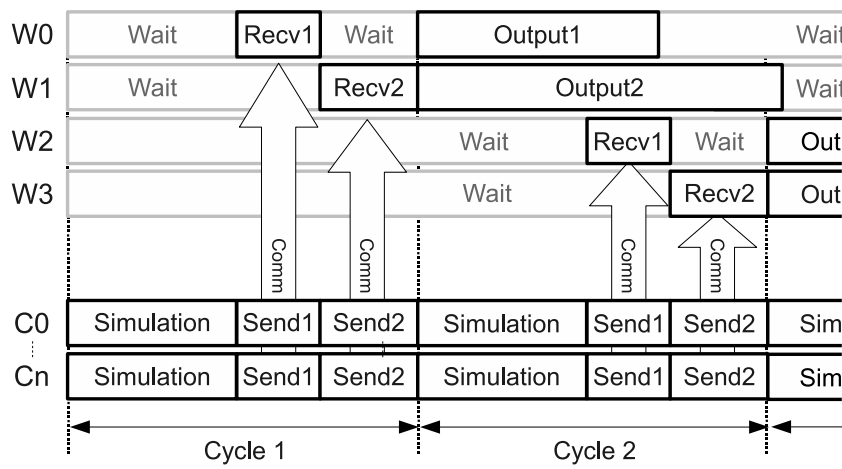 W0 Wait Recv1 Wait Output1 Wait
W1 Wait Recv2 Output2 Wait
W2 Wait Recv1 Wait Out
W3 Wait Recv2 Out
Comm Comm Comm Comm
C0 Simulation Send1 Send2 Simulation Send1 Send2 Sim
Cn Simulation Send1 Send2 Simulation Send1 Send2 Sim
Cycle 1 Cycle 2